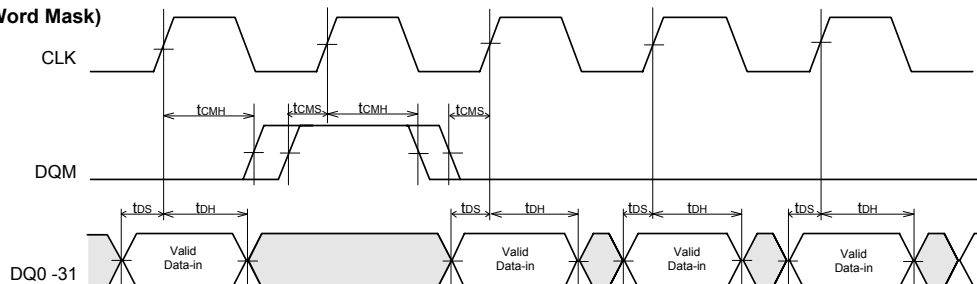 Word Mask)
CLK
tCMH tCMS tCMH tCMS
DQM
tDS tDH tDS tDH tDS tDH tDS tDH
Valid Valid Valid Valid
Data-in Data-in Data-in Data-in
DQ0 -31